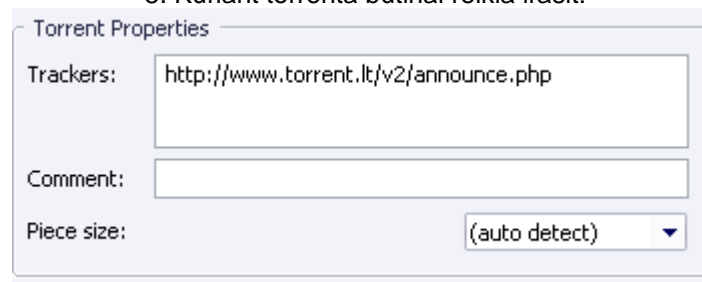 Torrent Properties
Trackers: http://www.torrent.lt/v2/announce.php
Comment:
Piece size: (auto detect)